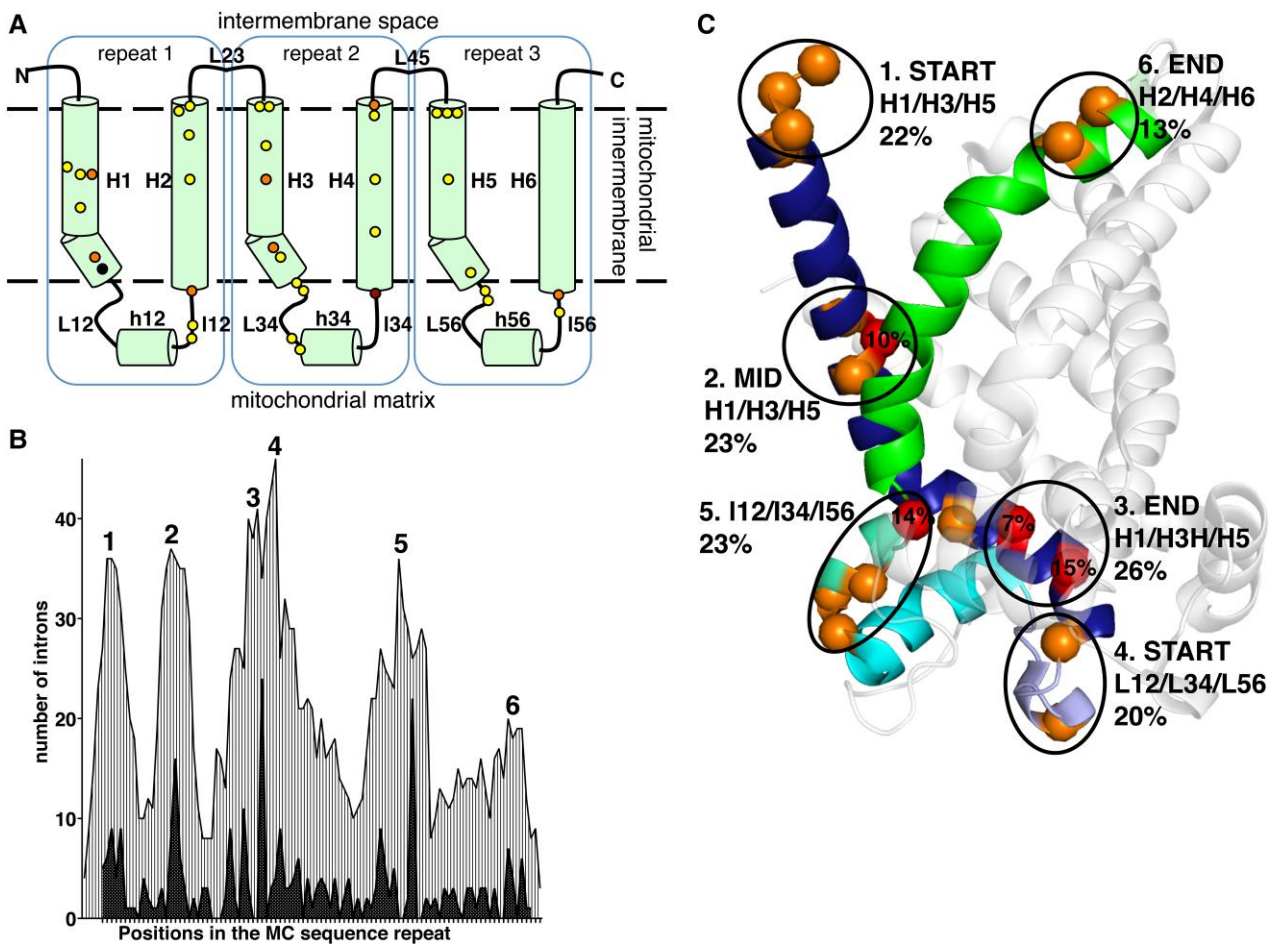 A
intermembrane space
repeat 1
L23
repeat 2
L45
repeat 3
N
C
H1
H2
H3
H4
H5
H6
mitochondrial
innermembrane
L12
h12
l12
L34
h34
l34
L56
h56
l56
mitochondrial matrix
B
number of introns
40
30
20
10
0
1
2
3
4
5
6
Positions in the MC sequence repeat
C
1. START
H1/H3/H5
22%
6. END
H2/H4/H6
13%
10%
2. MID
H1/H3/H5
23%
5. I12/I34/I56
23%
14%
7%
15%
3. END
H1/H3H/H5
26%
4. START
L12/L34/L56
20%